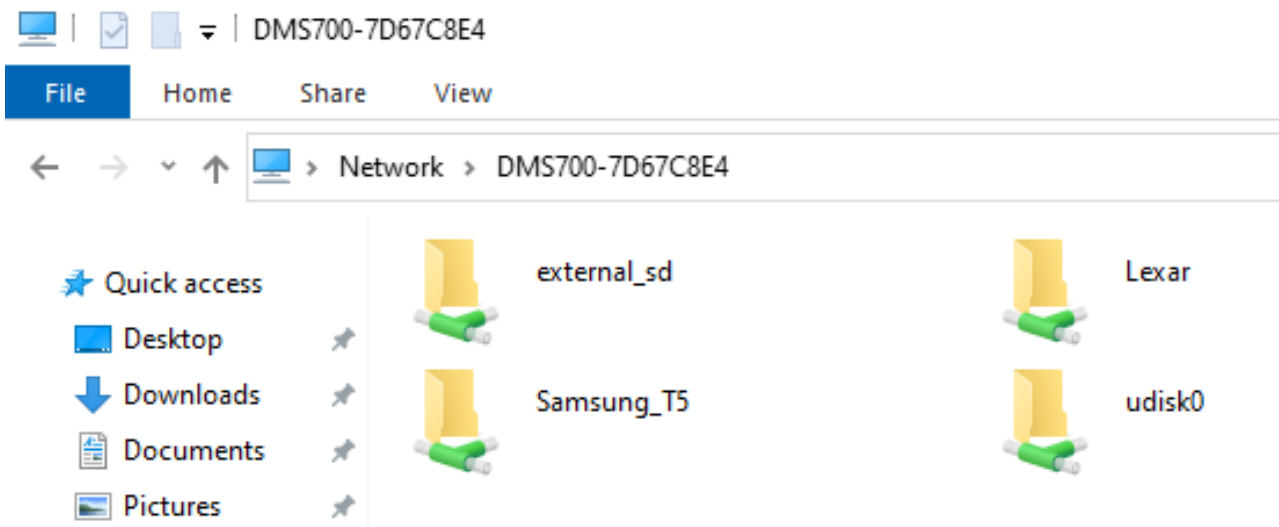 DMS700-7D67C8E4
File Home Share View
Network DMS700-7D67C8E4
Quick access
Desktop
Downloads
Documents
Pictures
external_sd Lexar
Samsung_T5 udisk0